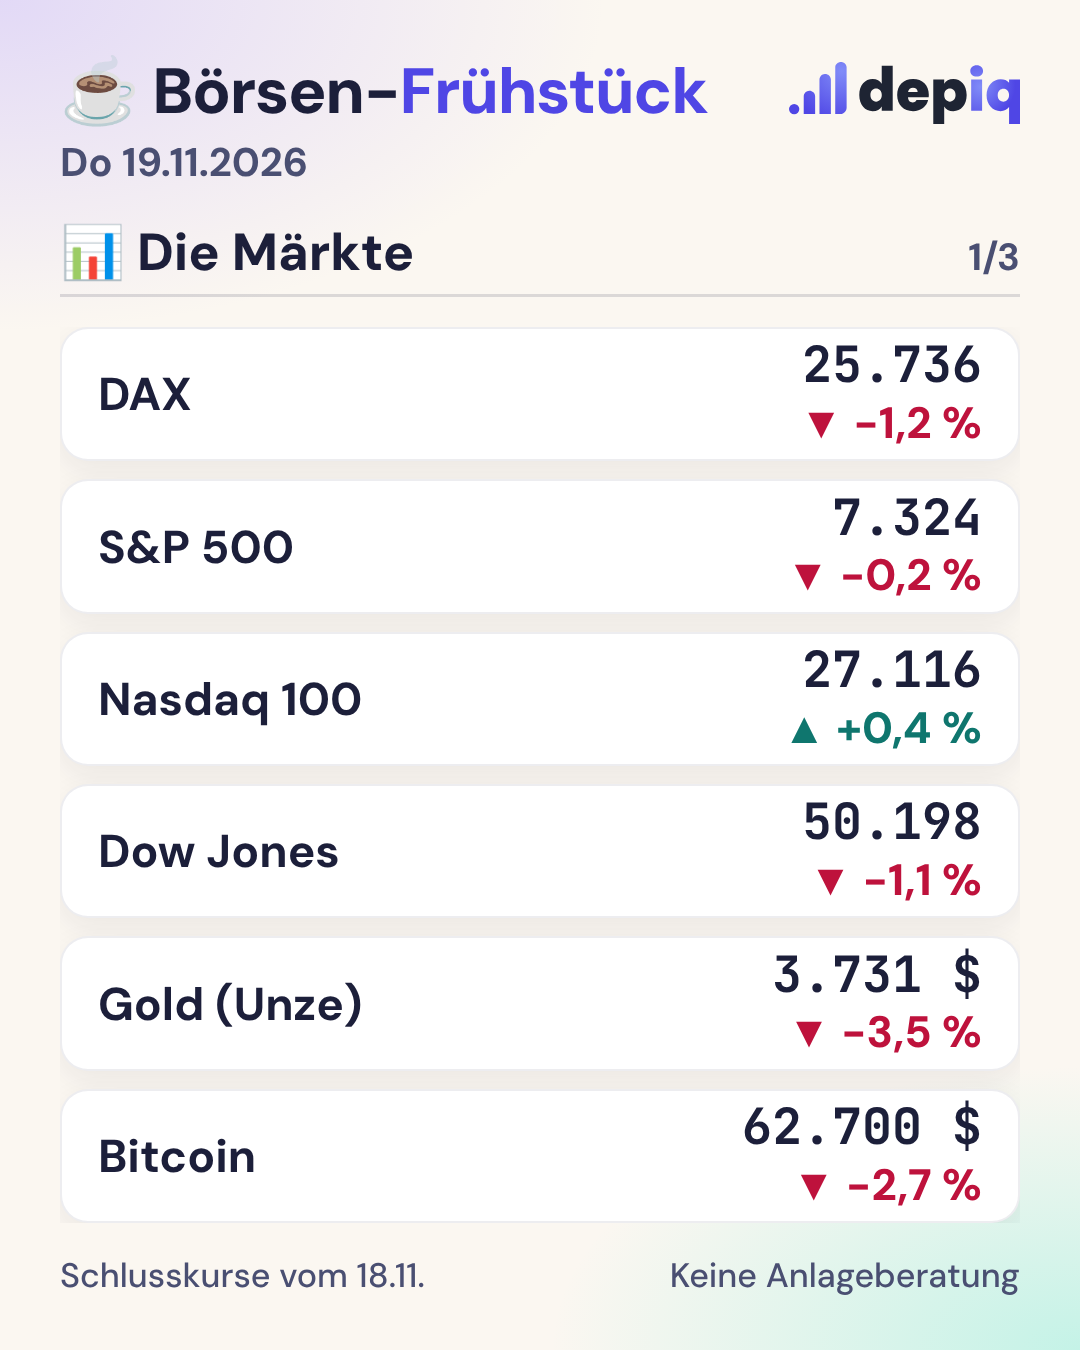 Börsen-Frühstück
depiq
Do 19.11.2026
Die Märkte
1/3
DAX
25.736
▼ -1,2 %
S&P 500
7.324
▼ -0,2 %
Nasdaq 100
27.116
▲ +0,4 %
Dow Jones
50.198
▼ -1,1 %
Gold (Unze)
3.731 $
▼ -3,5 %
Bitcoin
62.700 $
▼ -2,7 %
Schlusskurse vom 18.11.
Keine Anlageberatung